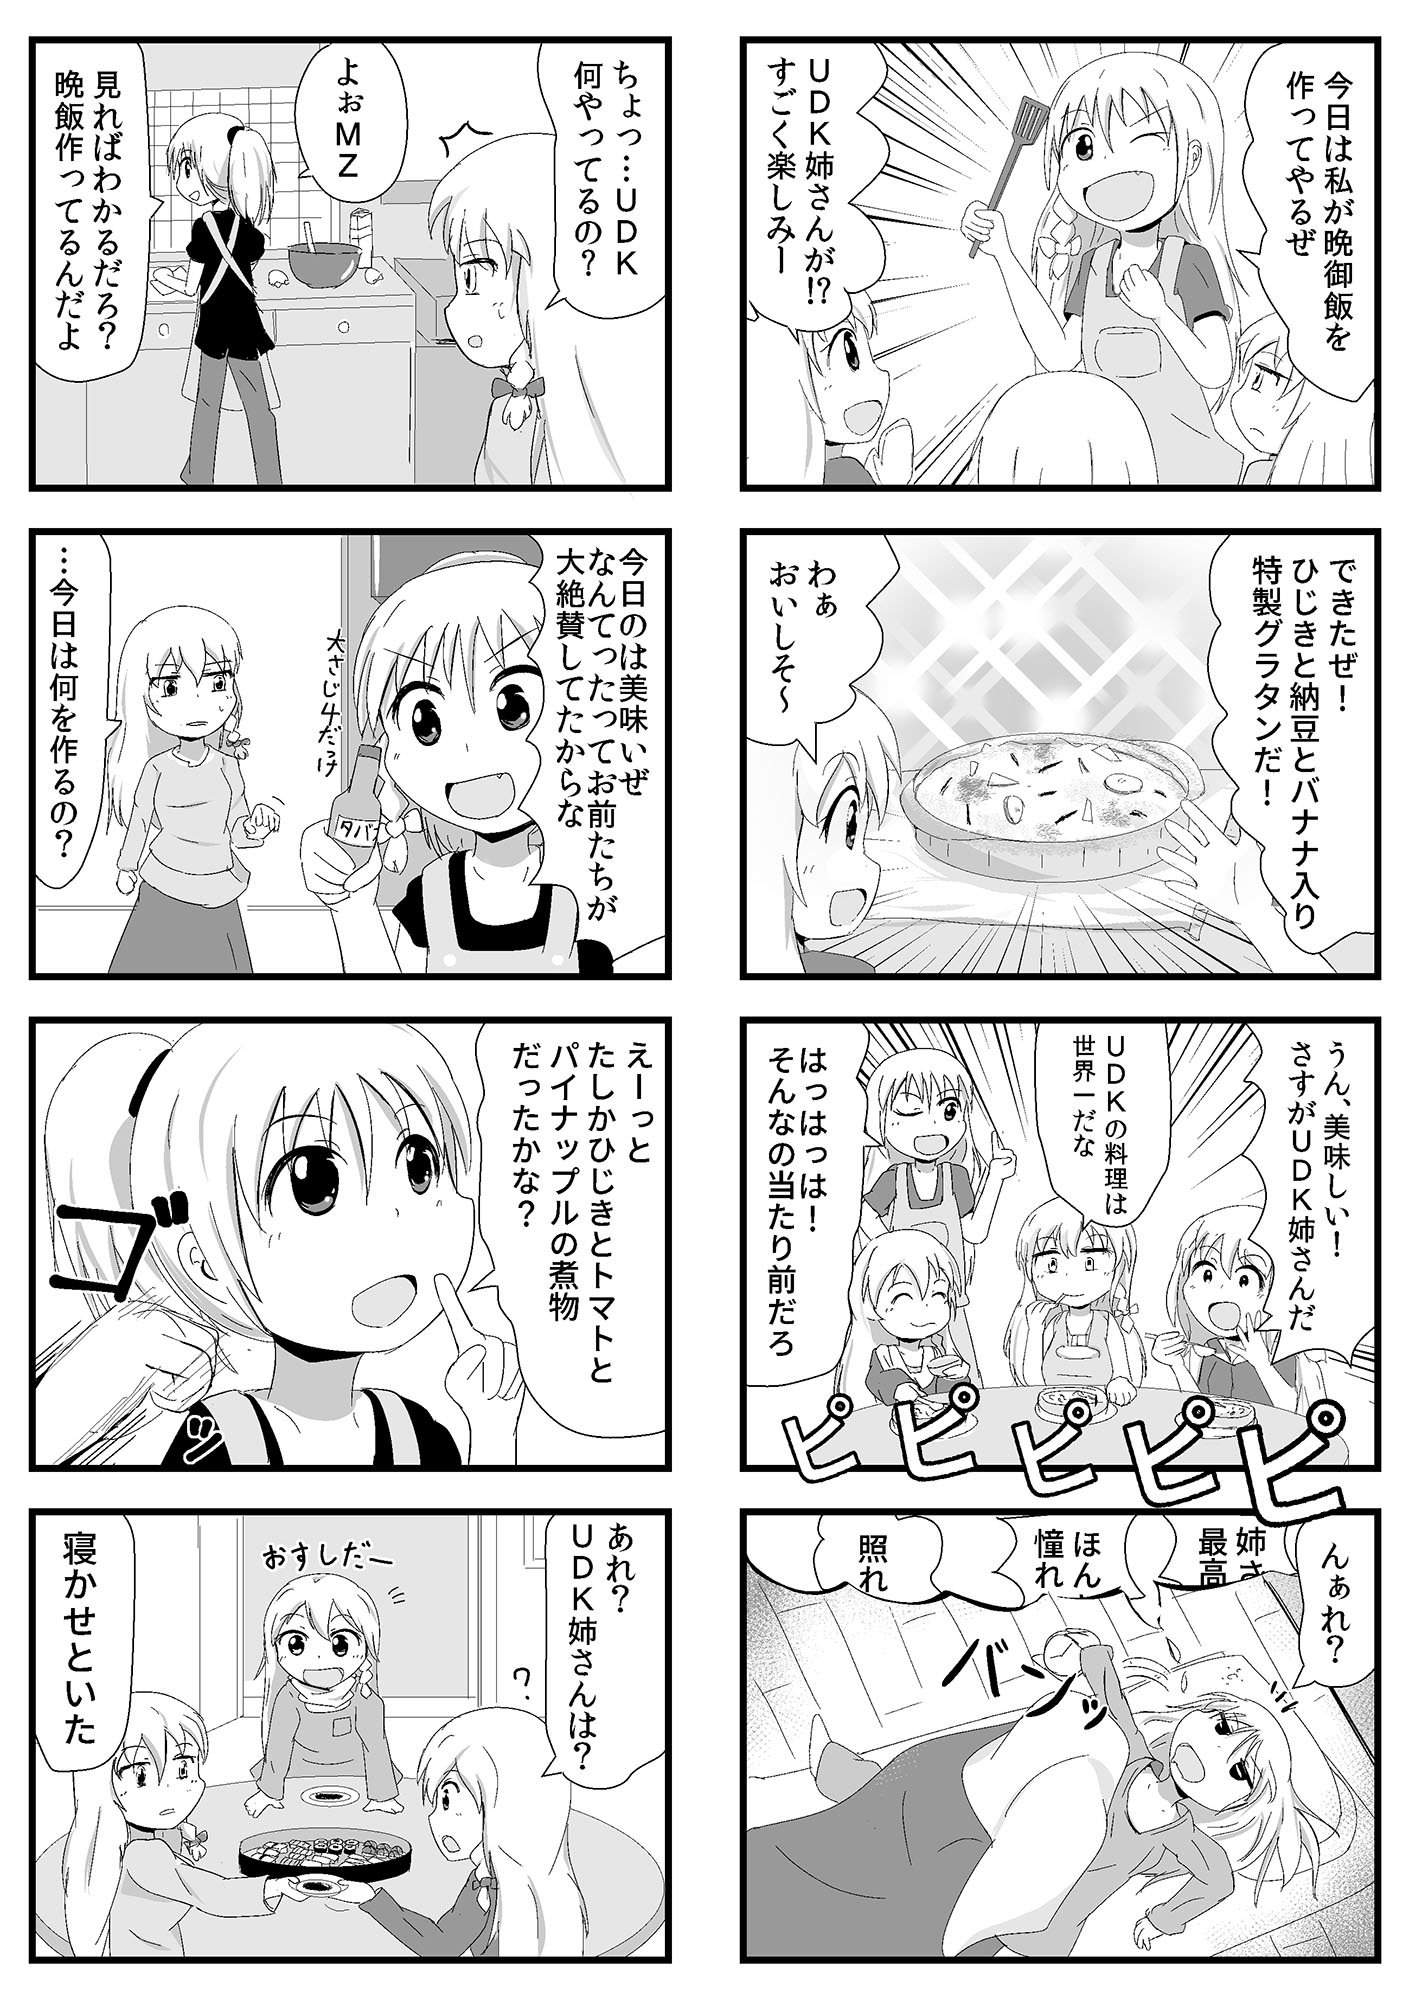 今日は私が晩御飯を
作ってやるぜ
UDK姉さんが!?
すごく楽しみー
できたぜ！
ひじきと納豆とバナナ入り
特製グラタンだ！
わぁ
おいしそ～
うん、美味しい！
さすがUDK姉さんだ
UDKの料理は
世界一だな
はっはっは！
そんなの当たり前だろ
ピピピピピ
んぁれ？
姉さ
最高
ほん
憧れ
照れ
バンッ
ちょっ…UDK
何やってるの？
よぉMZ
見ればわかるだろ？
晩飯作ってるんだよ
今日のは美味いぜ
なんてったってお前たちが
大絶賛してたからな
大さじ4だっけ
タバ
…今日は何を作るの？
えーっと
たしかひじきとトマトと
パイナップルの煮物
だったかな？
ゴッ
あれ？
UDK姉さんは？
おすしだー
？
寝かせといた